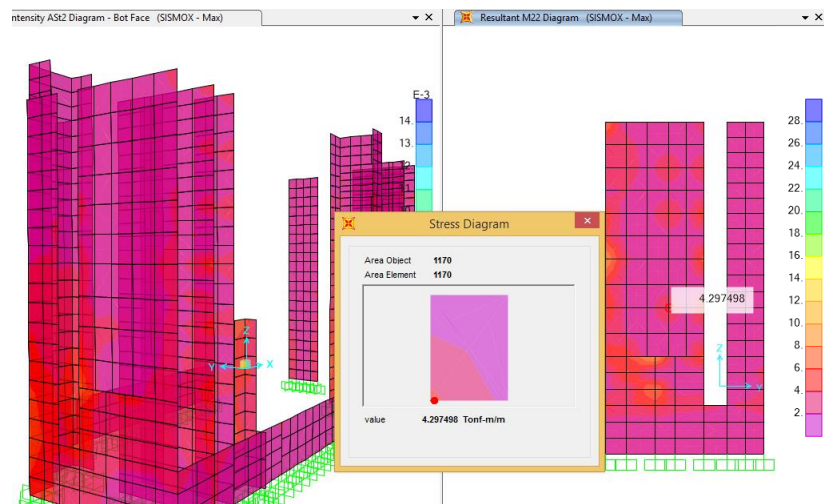 ntensity ASt2 Diagram - Bot Face (SISMOX - Max)
Resultant M22 Diagram (SISMOX - Max)
E-3
14.
13.
28.
26.
24.
22.
20.
18.
16.
14.
12.
10.
8.
6.
4.
2.
Stress Diagram
Area Object 1170
Area Element 1170
value 4.297498 Tonf-m/m
4.297498
Z
Y
X
Z